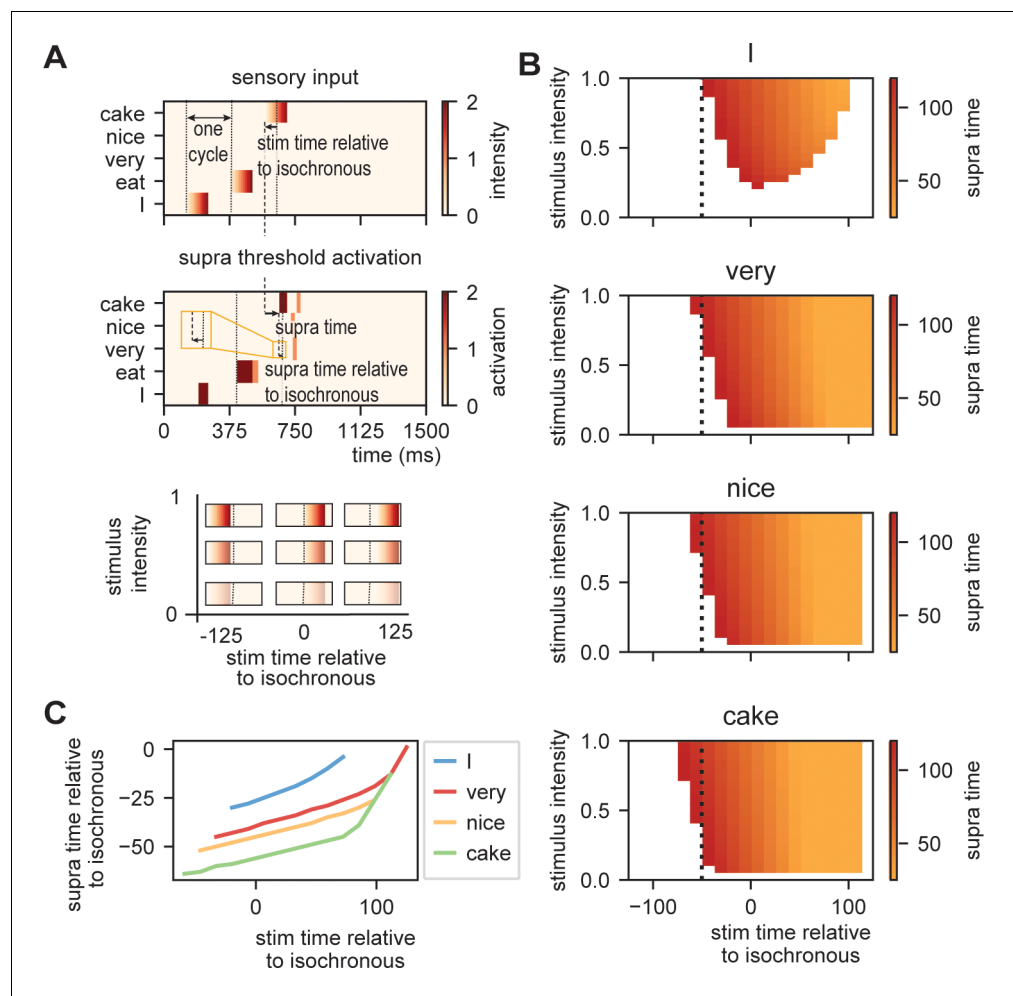 A
sensory input
cake
nice
very
eat
I
one
cycle
stim time relative
to isochronous
2
1
0
intensity
supra threshold activation
cake
nice
very
eat
I
supra time
supra time relative
to isochronous
2
1
0
activation
0
375
750
1125
1500
time (ms)
1
0
stimulus
intensity
-125
0
125
stim time relative
to isochronous
B
I
stimulus intensity
1.0
0.5
0.0
100
50
supra time
very
stimulus intensity
1.0
0.5
0.0
100
50
supra time
nice
stimulus intensity
1.0
0.5
0.0
100
50
supra time
cake
stimulus intensity
1.0
0.5
0.0
100
50
supra time
−100
0
100
stim time relative
to isochronous
C
supra time relative
to isochronous
0
−25
−50
0
100
stim time relative
to isochronous
I
very
nice
cake